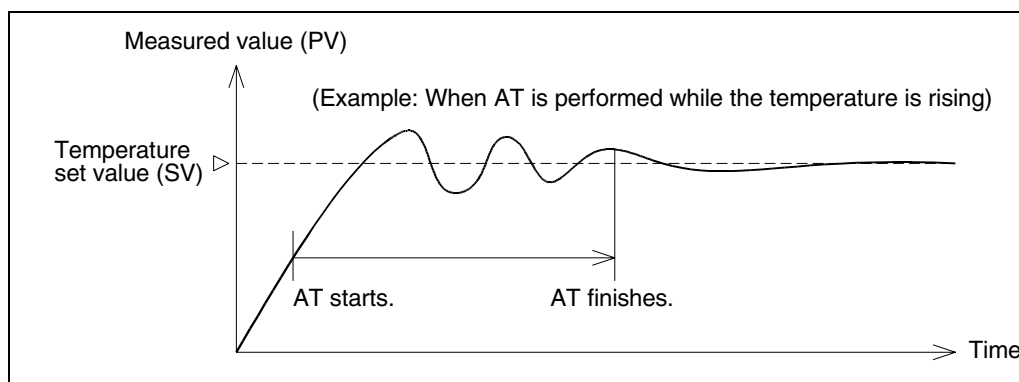 Measured value (PV)
(Example: When AT is performed while the temperature is rising)
Temperature
set value (SV)
AT starts.
AT finishes.
Time